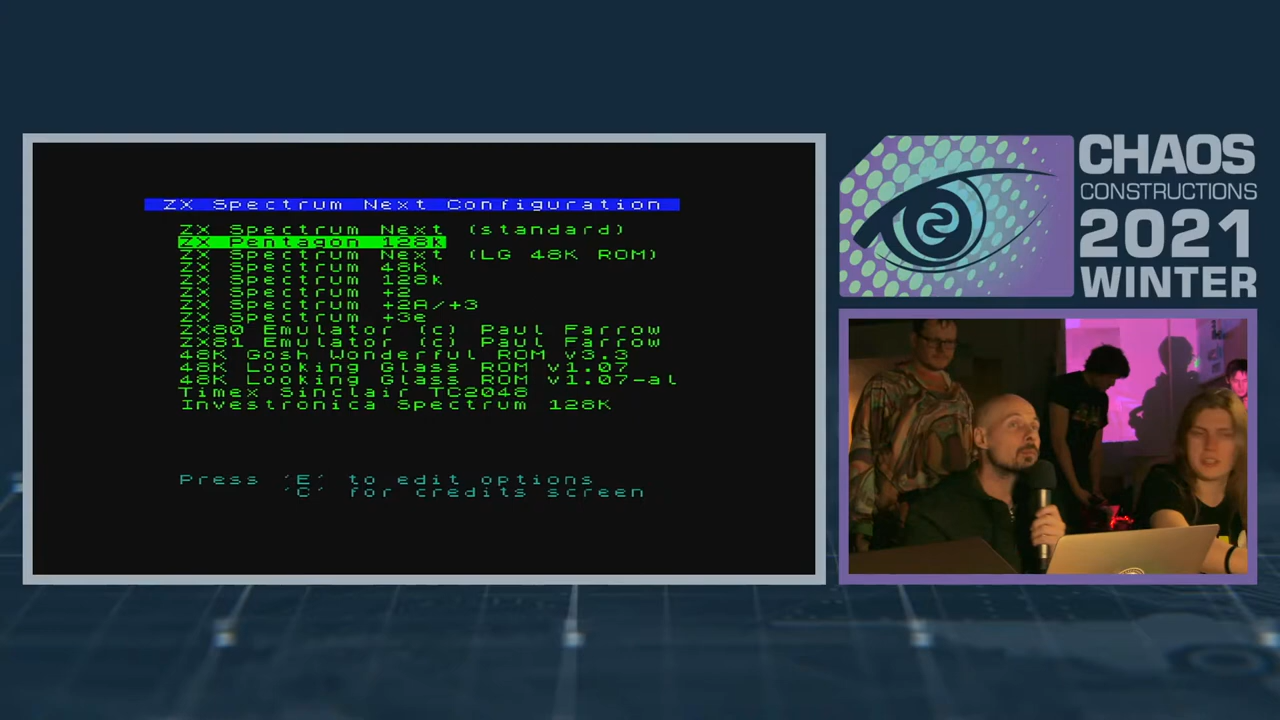 ZX Spectrum Next Configuration
ZX Spectrum Next (standard)
ZX Pentagon 128k
ZX Spectrum Next (LG 48K ROM)
ZX Spectrum 48K
ZX Spectrum 128k
ZX Spectrum +2
ZX Spectrum +2A/+3
ZX Spectrum +3e
ZX80 Emulator (c) Paul Farrow
ZX81 Emulator (c) Paul Farrow
48K Gosh Wonderful ROM v3.3
48K Looking Glass ROM v1.07
48K Looking Glass ROM v1.07-al
Timex Sinclair TC2048
Investronica Spectrum 128K
Press 'E' to edit options
'C' for credits screen
CHAOS
CONSTRUCTIONS
2021
WINTER